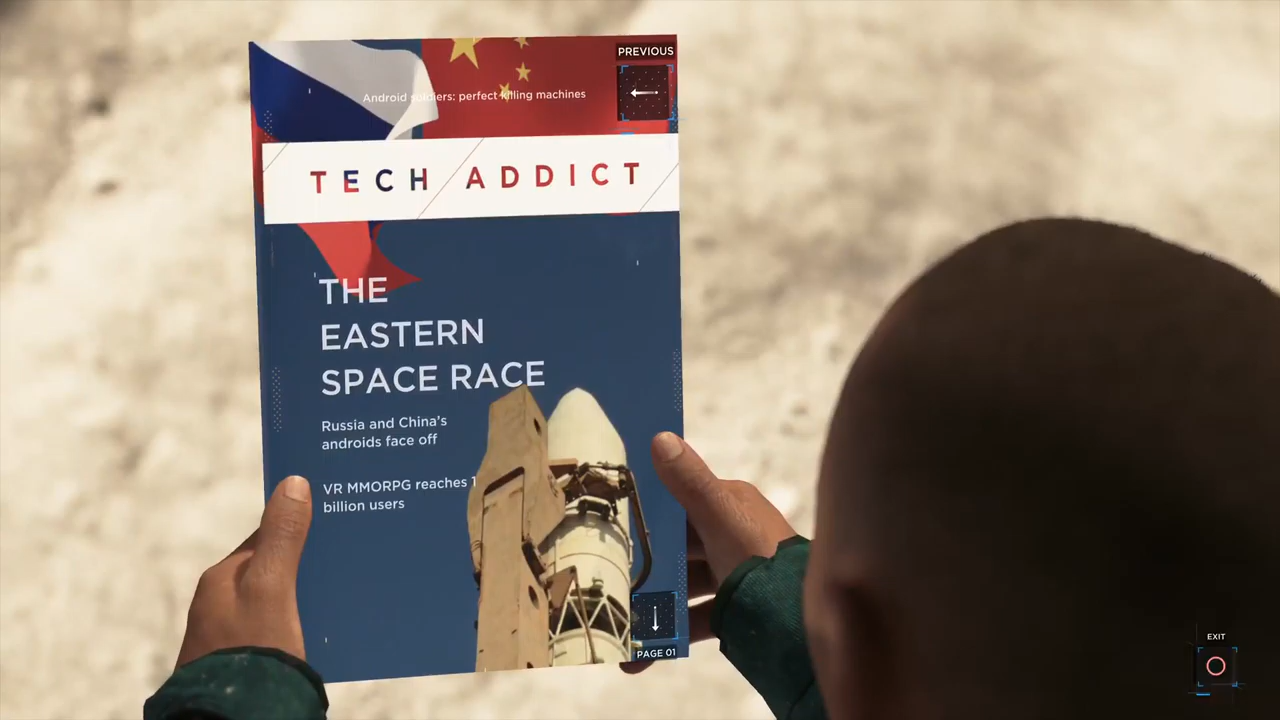 PREVIOUS
Android soldiers: perfect killing machines
TECH ADDICT
THE
EASTERN
SPACE RACE
Russia and China's
androids face off
VR MMORPG reaches 1
billion users
PAGE 01
EXIT